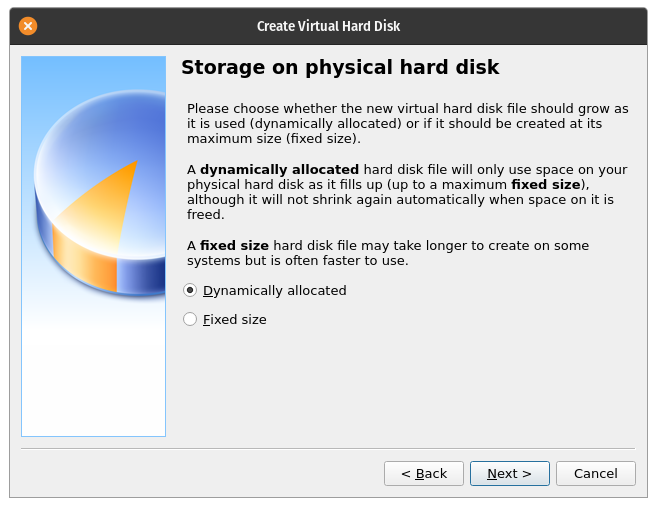 Create Virtual Hard Disk
Storage on physical hard disk
Please choose whether the new virtual hard disk file should grow as
it is used (dynamically allocated) or if it should be created at its
maximum size (fixed size).
A dynamically allocated hard disk file will only use space on your
physical hard disk as it fills up (up to a maximum fixed size),
although it will not shrink again automatically when space on it is
freed.
A fixed size hard disk file may take longer to create on some
systems but is often faster to use.
Dynamically allocated
Fixed size
< Back
Next >
Cancel